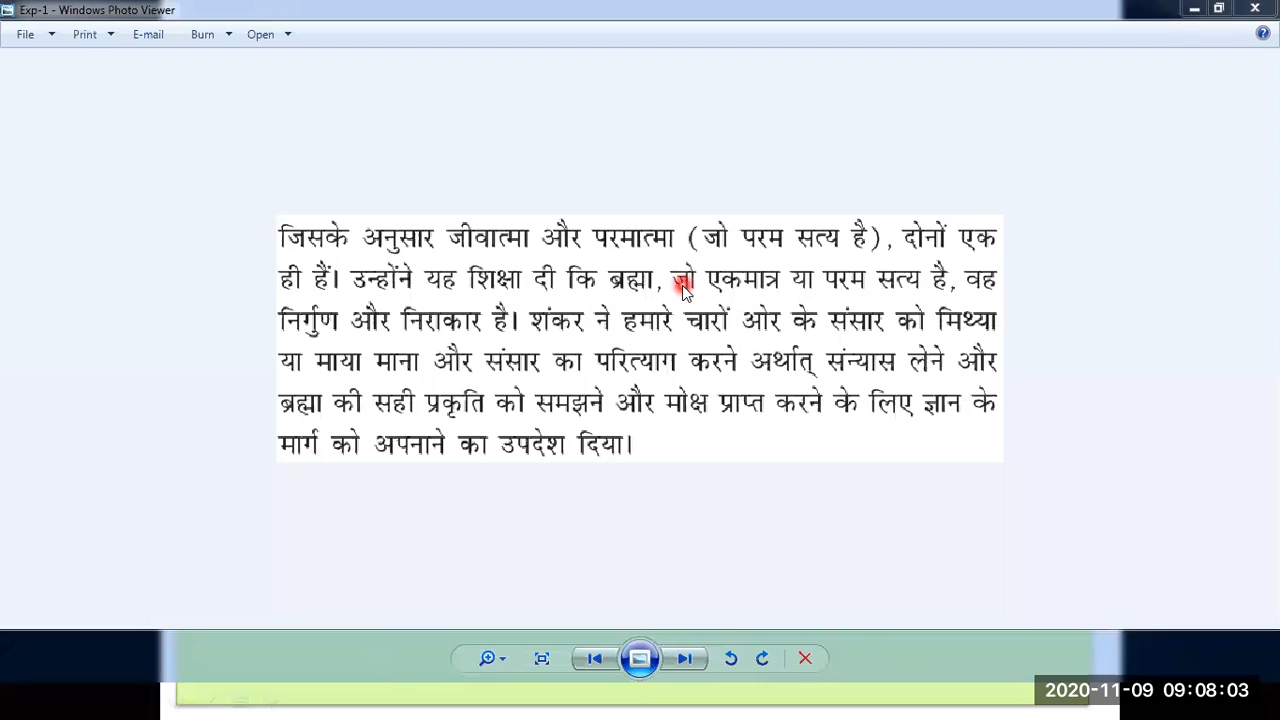 Exp-1 - Windows Photo Viewer
File Print E-mail Burn Open
जिसके अनुसार जीवात्मा और परमात्मा (जो परम सत्य है), दोनों एक
ही हैं। उन्होंने यह शिक्षा दी कि ब्रह्मा, जो एकमात्र या परम सत्य है, वह
निर्गुण और निराकार है। शंकर ने हमारे चारों ओर के संसार को मिथ्या
या माया माना और संसार का परित्याग करने अर्थात् संन्यास लेने और
ब्रह्मा की सही प्रकृति को समझने और मोक्ष प्राप्त करने के लिए ज्ञान के
मार्ग को अपनाने का उपदेश दिया।
2020-11-09 09:08:03